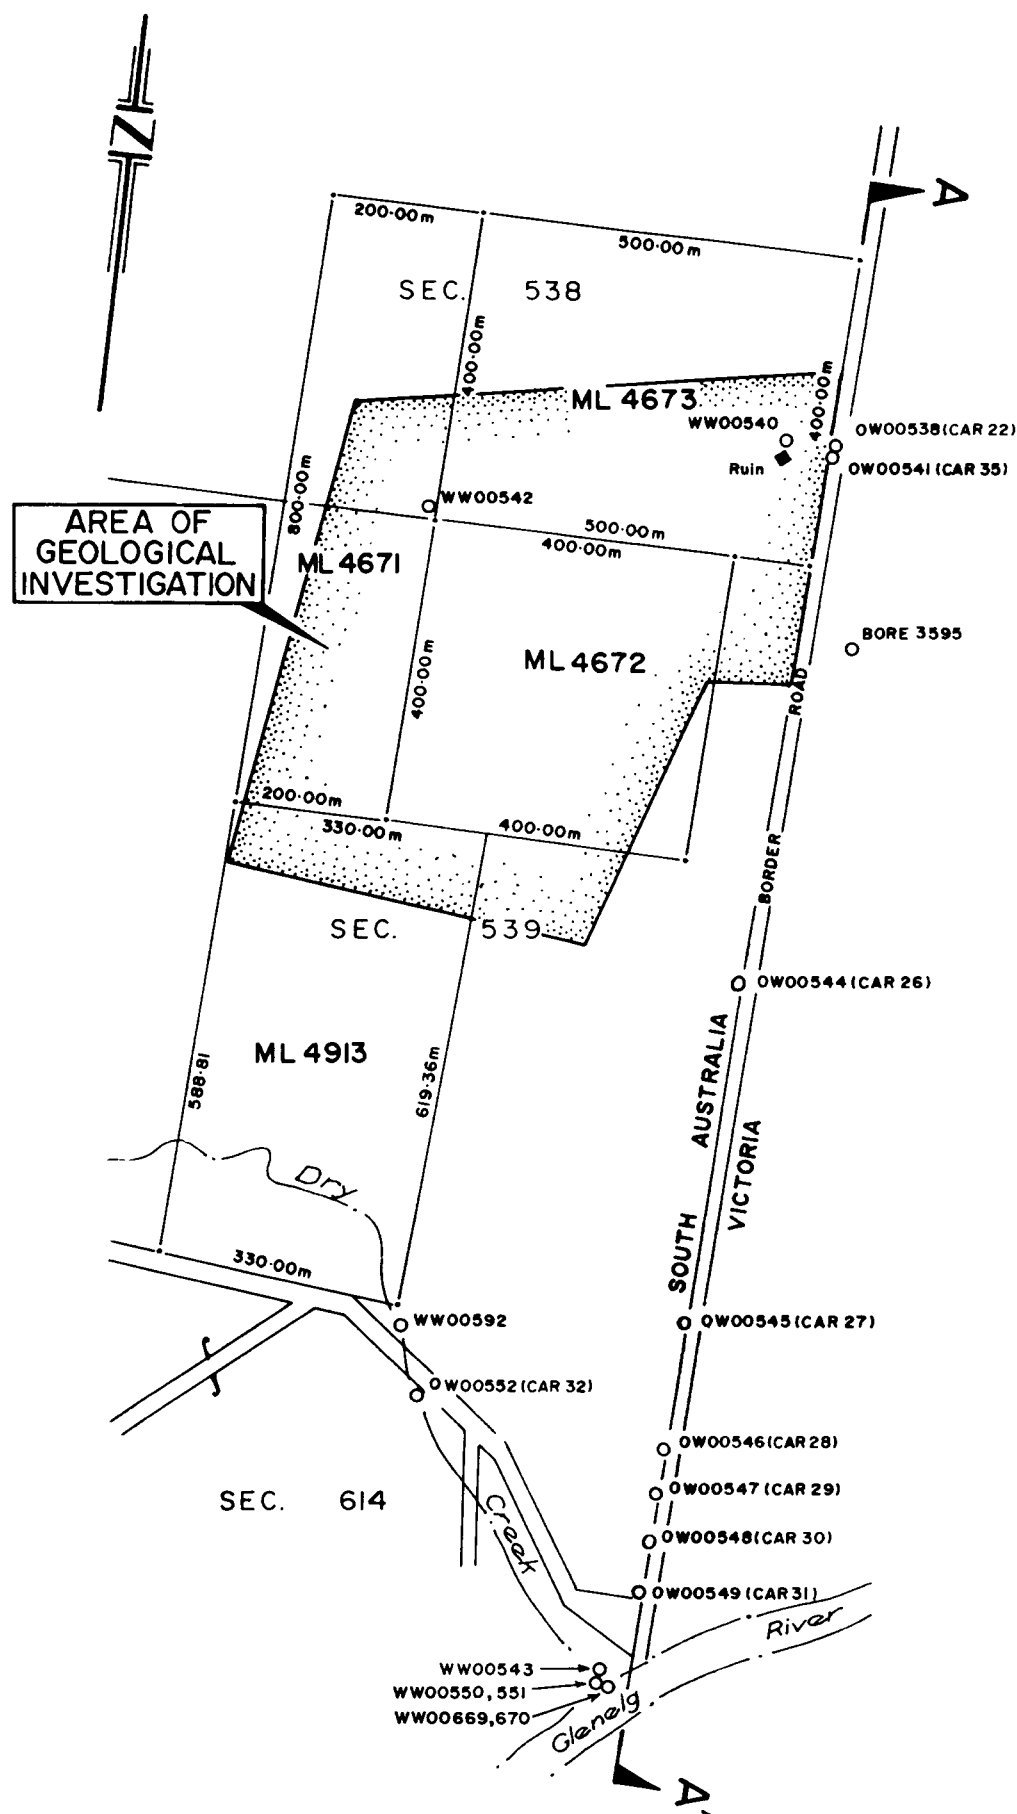 N
A
200·00m
500·00m
SEC. 538
400·00m
ML 4673
400·00m
WW00540
OW00538(CAR 22)
Ruin
OW00541(CAR 35)
800·00m
WW00542
AREA OF
GEOLOGICAL
INVESTIGATION
500·00m
400·00m
ML 4671
BORE 3595
ML 4672
400·00m
ROAD
200·00m
330·00m
400·00m
BORDER
SEC. 539
OW00544(CAR 26)
ML 4913
588·81
619·36m
SOUTH AUSTRALIA
VICTORIA
Dry
330·00m
WW00592
OW00545(CAR 27)
OW00552(CAR 32)
OW00546(CAR 28)
OW00547(CAR 29)
SEC. 614
Creek
OW00548(CAR 30)
OW00549(CAR 31)
River
WW00543
WW00550,551
WW00669,670
Glenelg
A'